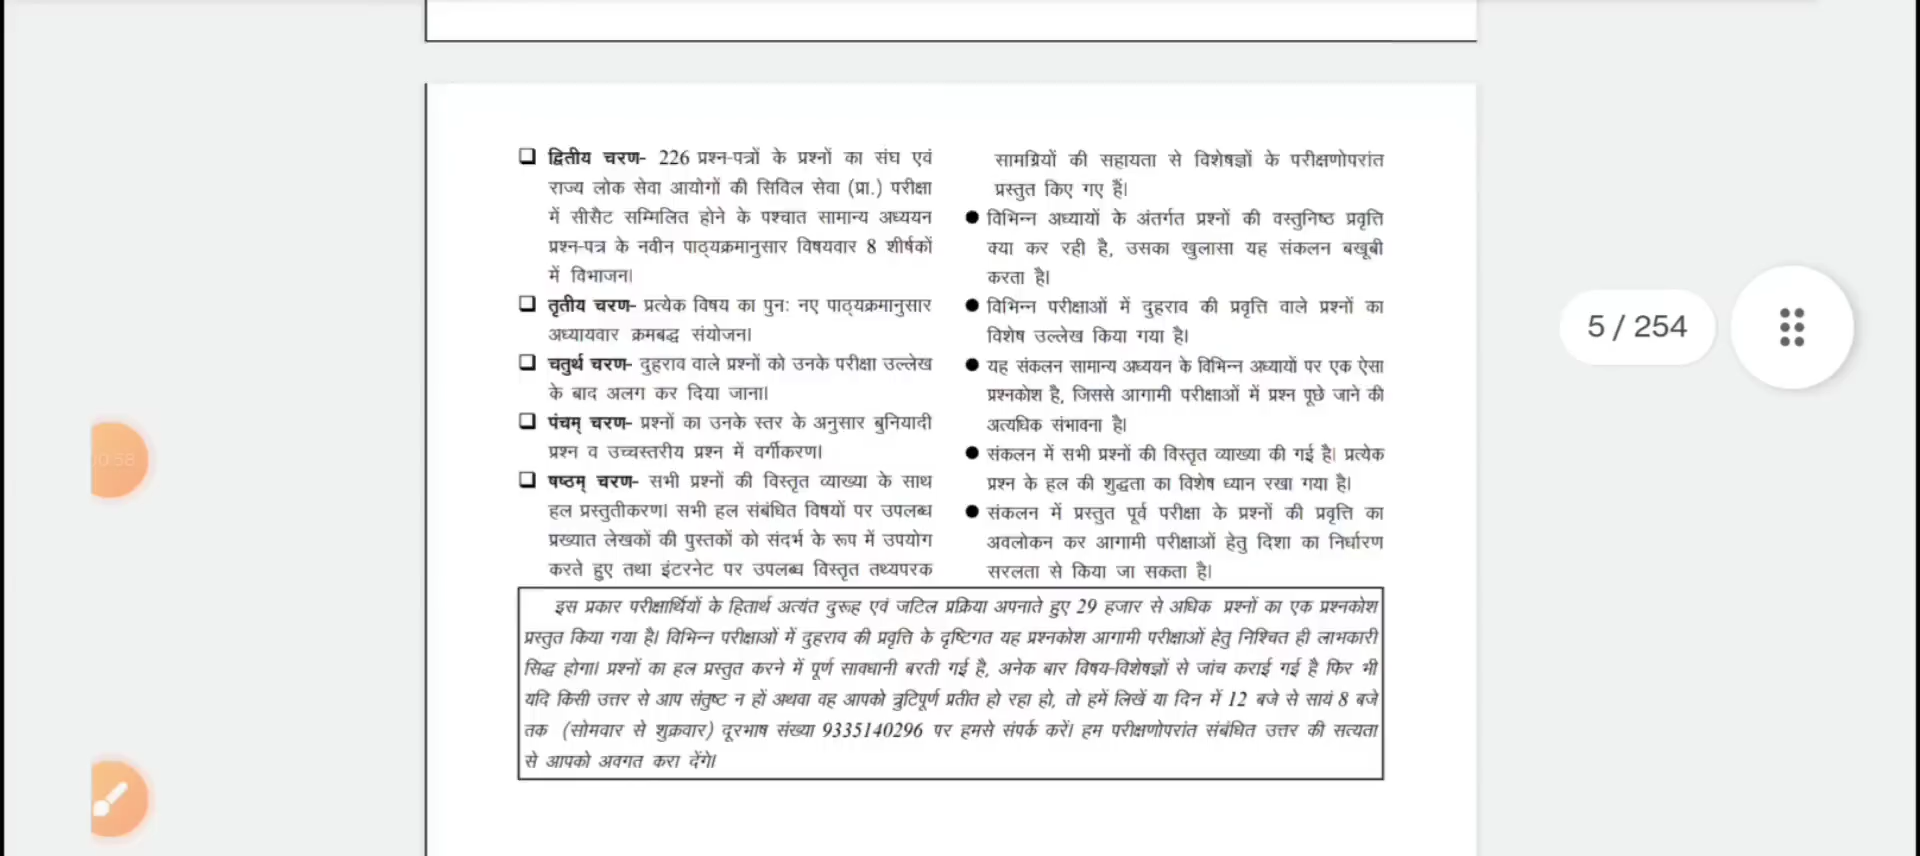 ❑ द्वितीय चरण- 226 प्रश्न-पत्रों के प्रश्नों का संघ एवं
राज्य लोक सेवा आयोगों की सिविल सेवा (प्रा.) परीक्षा
में सीसैट सम्मिलित होने के पश्चात सामान्य अध्ययन
प्रश्न-पत्र के नवीन पाठ्यक्रमानुसार विषयवार 8 शीर्षकों
में विभाजन।
❑ तृतीय चरण- प्रत्येक विषय का पुनः नए पाठ्यक्रमानुसार
अध्यायवार क्रमबद्ध संयोजन।
❑ चतुर्थ चरण- दुहराव वाले प्रश्नों को उनके परीक्षा उल्लेख
के बाद अलग कर दिया जाना।
❑ पंचम् चरण- प्रश्नों का उनके स्तर के अनुसार बुनियादी
प्रश्न व उच्चस्तरीय प्रश्न में वर्गीकरण।
❑ षष्ठम् चरण- सभी प्रश्नों की विस्तृत व्याख्या के साथ
हल प्रस्तुतीकरण। सभी हल संबंधित विषयों पर उपलब्ध
प्रख्यात लेखकों की पुस्तकों को संदर्भ के रूप में उपयोग
करते हुए तथा इंटरनेट पर उपलब्ध विस्तृत तथ्यपरक
सामग्रियों की सहायता से विशेषज्ञों के परीक्षणोपरांत
प्रस्तुत किए गए हैं।
● विभिन्न अध्यायों के अंतर्गत प्रश्नों की वस्तुनिष्ठ प्रवृत्ति
क्या कर रही है, उसका खुलासा यह संकलन बखूबी
करता है।
● विभिन्न परीक्षाओं में दुहराव की प्रवृत्ति वाले प्रश्नों का
विशेष उल्लेख किया गया है।
● यह संकलन सामान्य अध्ययन के विभिन्न अध्यायों पर एक ऐसा
प्रश्नकोश है, जिससे आगामी परीक्षाओं में प्रश्न पूछे जाने की
अत्यधिक संभावना है।
● संकलन में सभी प्रश्नों की विस्तृत व्याख्या की गई है। प्रत्येक
प्रश्न के हल की शुद्धता का विशेष ध्यान रखा गया है।
● संकलन में प्रस्तुत पूर्व परीक्षा के प्रश्नों की प्रवृत्ति का
अवलोकन कर आगामी परीक्षाओं हेतु दिशा का निर्धारण
सरलता से किया जा सकता है।
इस प्रकार परीक्षार्थियों के हितार्थ अत्यंत दुरूह एवं जटिल प्रक्रिया अपनाते हुए 29 हजार से अधिक प्रश्नों का एक प्रश्नकोश
प्रस्तुत किया गया है। विभिन्न परीक्षाओं में दुहराव की प्रवृत्ति के दृष्टिगत यह प्रश्नकोश आगामी परीक्षाओं हेतु निश्चित ही लाभकारी
सिद्ध होगा। प्रश्नों का हल प्रस्तुत करने में पूर्ण सावधानी बरती गई है, अनेक बार विषय-विशेषज्ञों से जांच कराई गई है फिर भी
यदि किसी उत्तर से आप संतुष्ट न हों अथवा वह आपको त्रुटिपूर्ण प्रतीत हो रहा हो, तो हमें लिखें या दिन में 12 बजे से सायं 8 बजे
तक (सोमवार से शुक्रवार) दूरभाष संख्या 9335140296 पर हमसे संपर्क करें। हम परीक्षणोपरांत संबंधित उत्तर की सत्यता
से आपको अवगत करा देंगे।
5 / 254